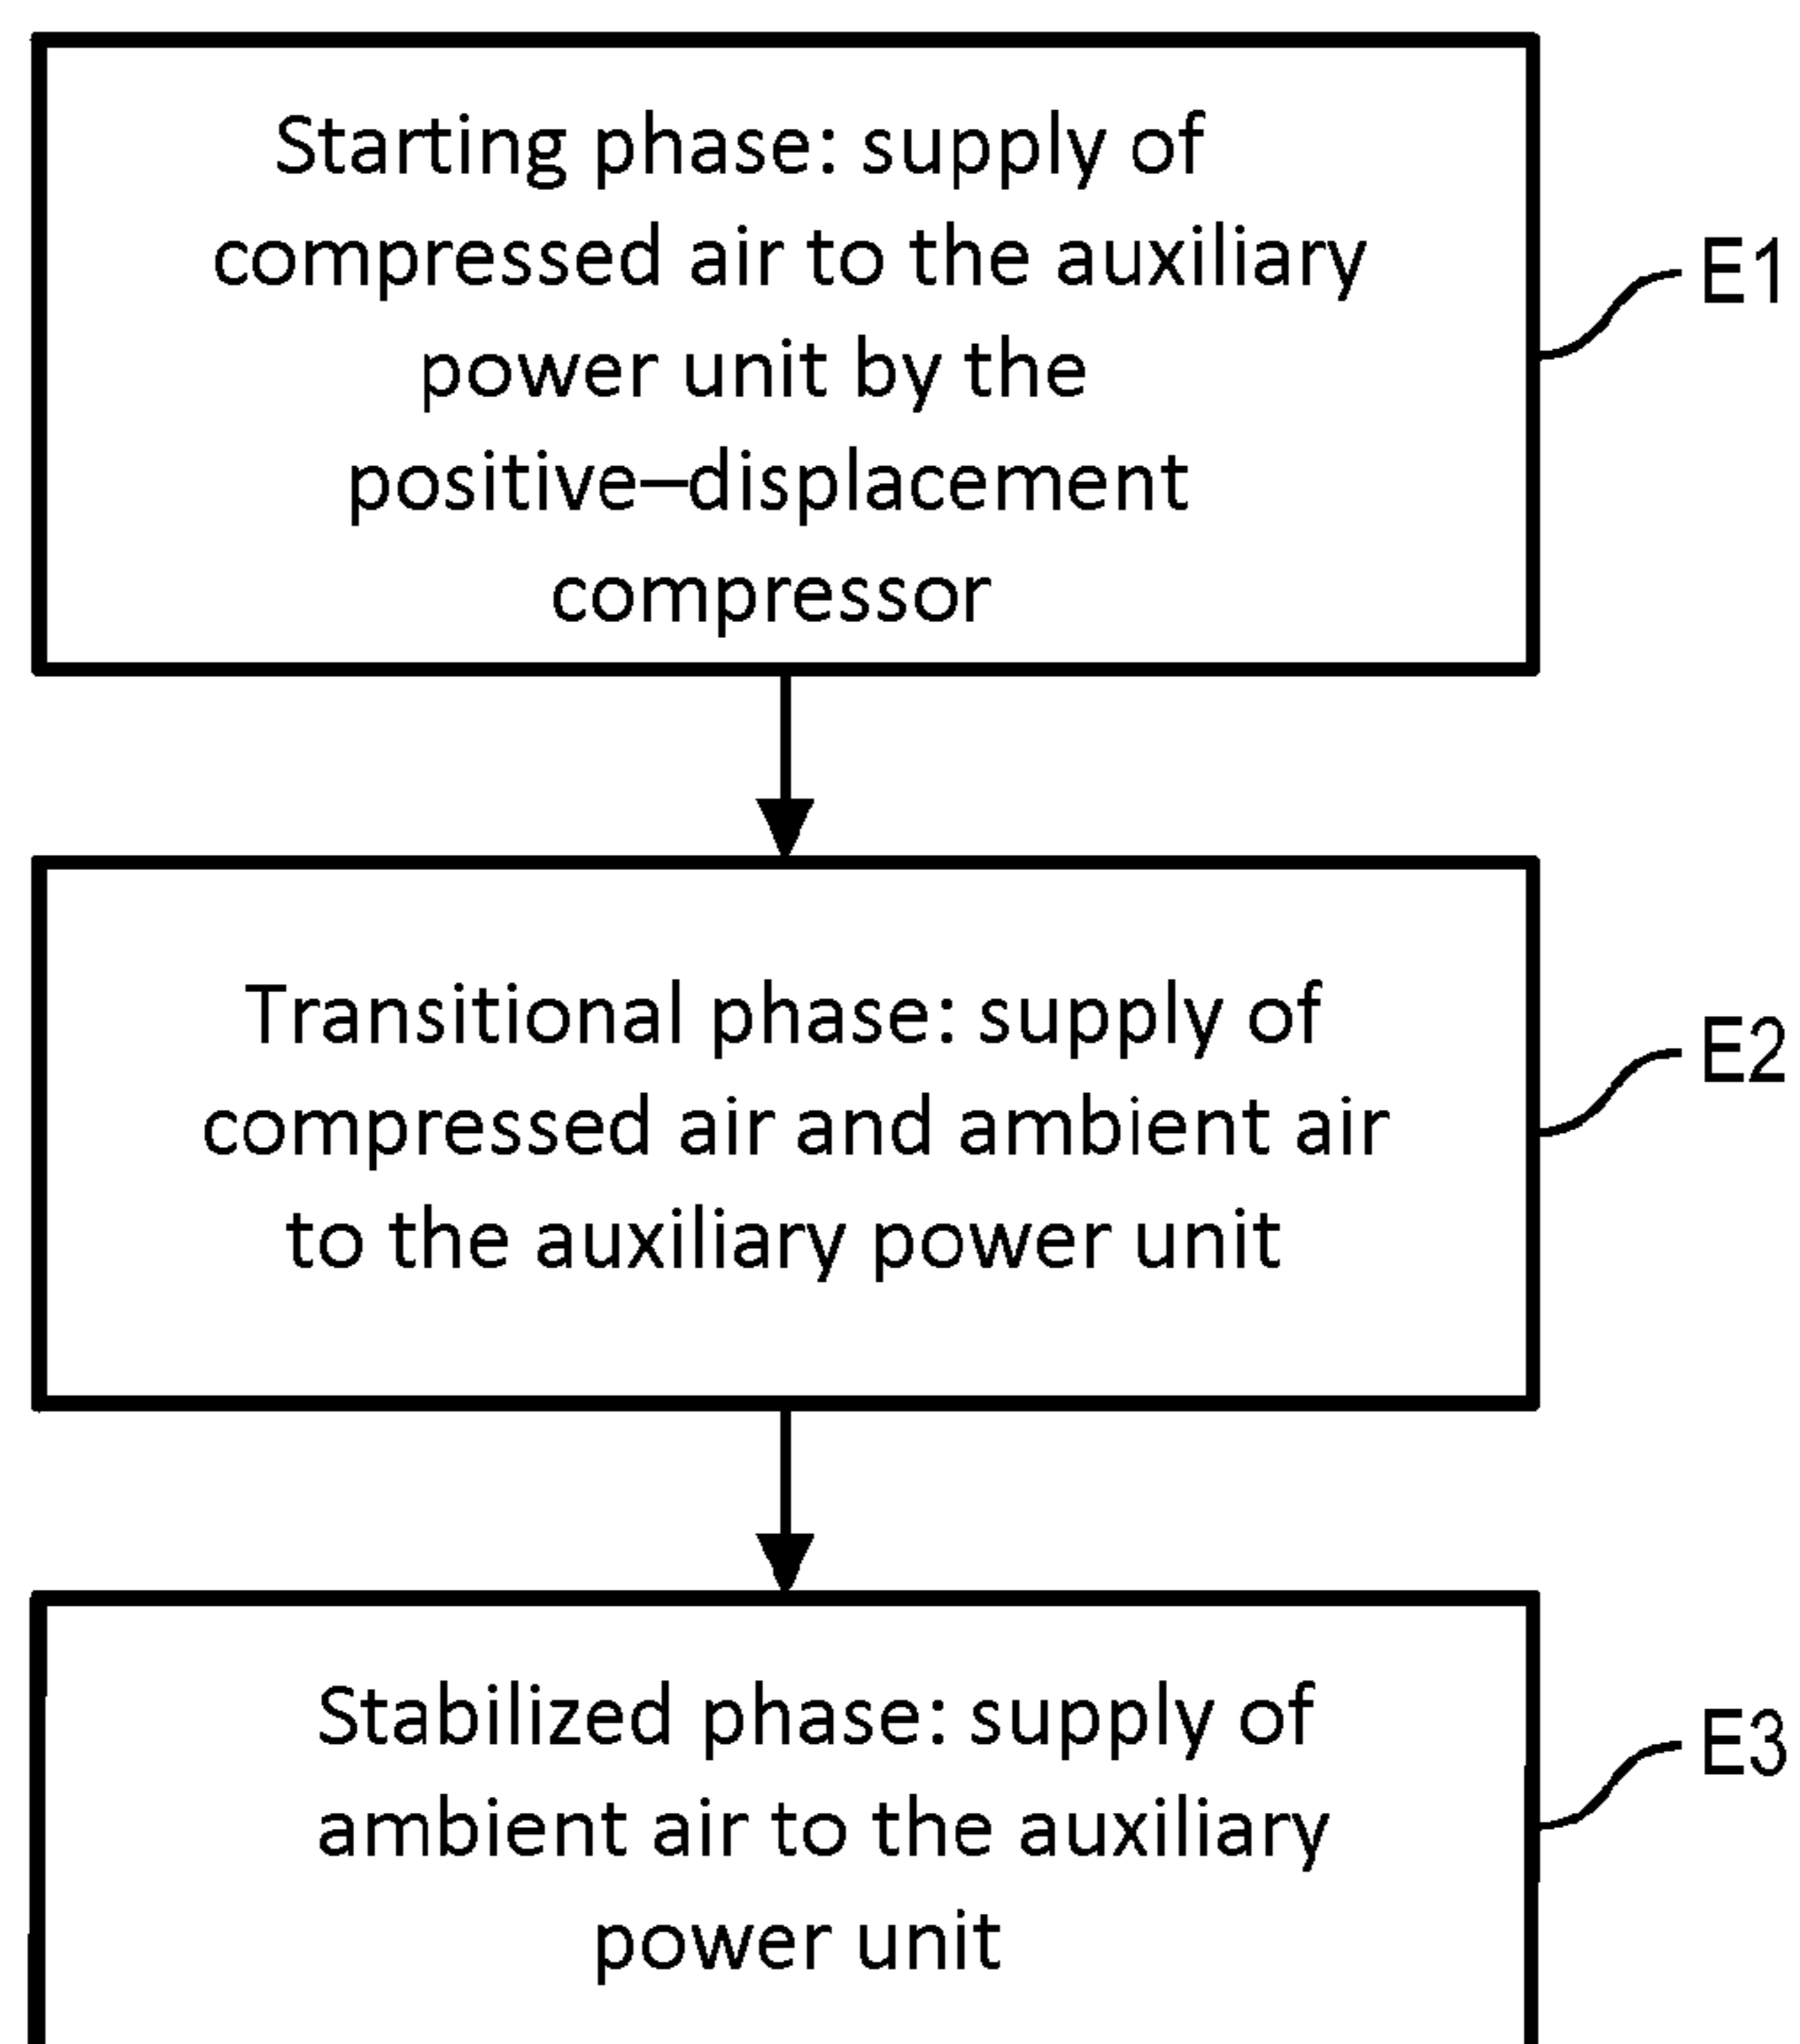 Starting phase: supply of
compressed air to the auxiliary
power unit by the
positive–displacement
compressor
E1
Transitional phase: supply of
compressed air and ambient air
to the auxiliary power unit
E2
Stabilized phase: supply of
ambient air to the auxiliary
power unit
E3